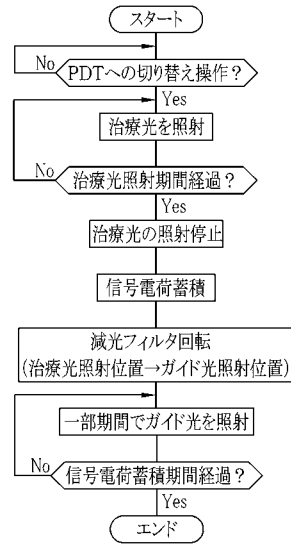 スタート
No
PDTへの切り替え操作？
Yes
治療光を照射
No
治療光照射期間経過？
Yes
治療光の照射停止
信号電荷蓄積
減光フィルタ回転
(治療光照射位置→ガイド光照射位置)
一部期間でガイド光を照射
No
信号電荷蓄積期間経過？
Yes
エンド